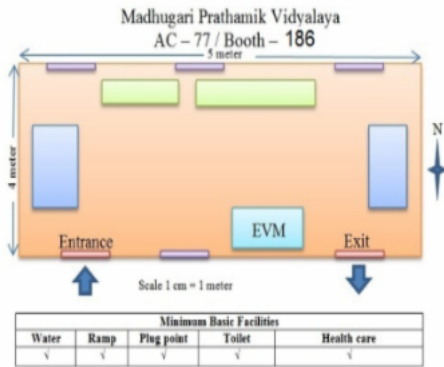 Madhugari Prathamik Vidyalaya
AC – 77 / Booth – 186
5 meter
4 meter
N
EVM
Entrance
Exit
Scale 1 cm = 1 meter
Minimum Basic Facilities
Water Ramp Plug point Toilet Health care
√ √ √ √ √